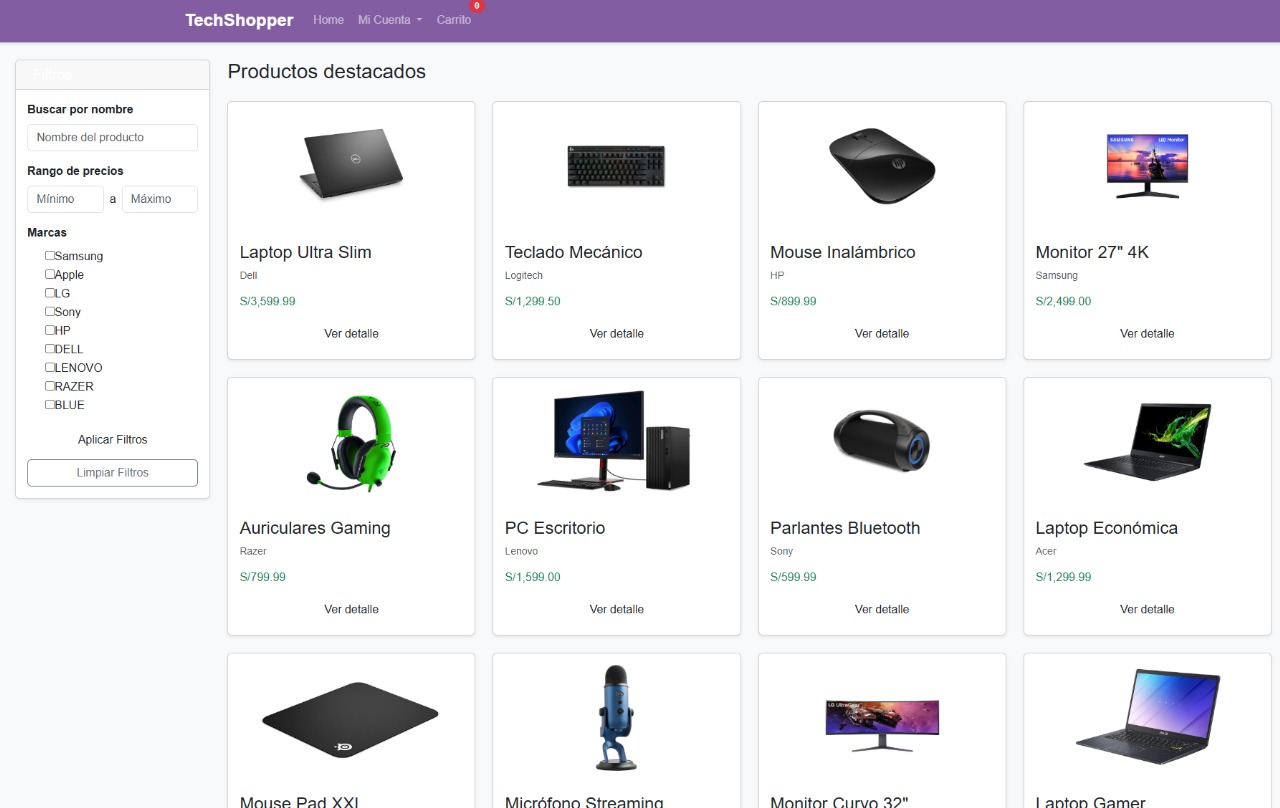 TechShopper Home Mi Cuenta Carrito 0
Filtros
Buscar por nombre
Nombre del producto
Rango de precios
Mínimo a Máximo
Marcas
Samsung
Apple
LG
Sony
HP
DELL
LENOVO
RAZER
BLUE
Aplicar Filtros
Limpiar Filtros
Productos destacados
Laptop Ultra Slim
Dell
S/3,599.99
Ver detalle
Teclado Mecánico
Logitech
S/1,299.50
Ver detalle
Mouse Inalámbrico
HP
S/899.99
Ver detalle
SAMSUNG LED Monitor
Monitor 27" 4K
Samsung
S/2,499.00
Ver detalle
Auriculares Gaming
Razer
S/799.99
Ver detalle
PC Escritorio
Lenovo
S/1,599.00
Ver detalle
Parlantes Bluetooth
Sony
S/599.99
Ver detalle
Laptop Económica
Acer
S/1,299.99
Ver detalle
Mouse Pad XXL
Micrófono Streaming
LG UltraGear
Monitor Curvo 32"
Laptop Gamer